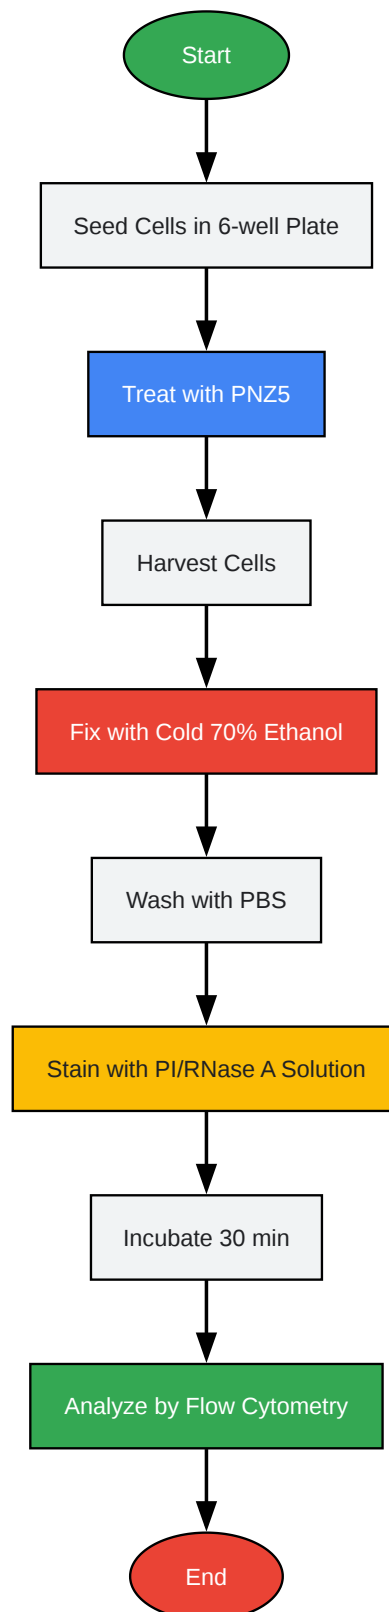 Start
Seed Cells in 6-well Plate
Treat with PNZ5
Harvest Cells
Fix with Cold 70% Ethanol
Wash with PBS
Stain with PI/RNase A Solution
Incubate 30 min
Analyze by Flow Cytometry
End